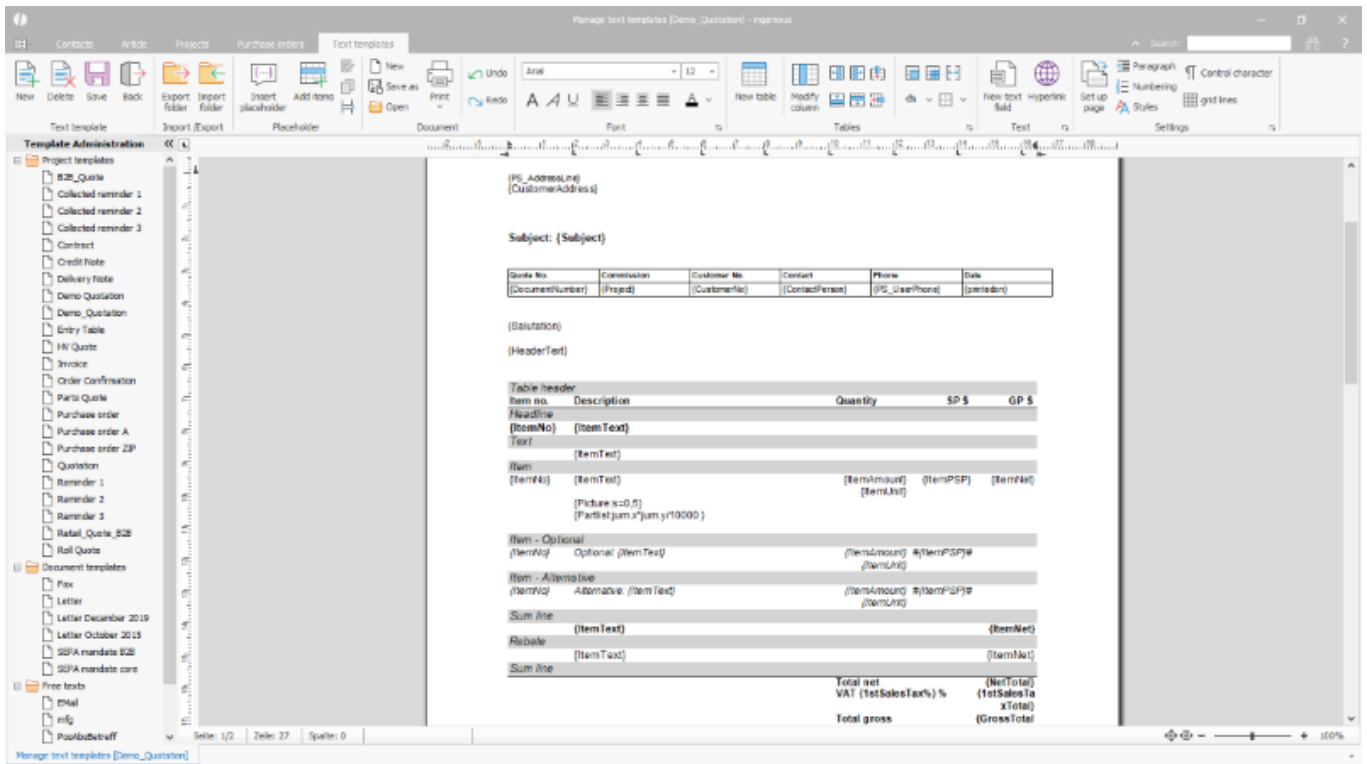 Manage text templates [Demo_Quotation] - ingenious
Contacts Article Projects Purchase orders Text templates Search: ?
New Delete Save Back Export folder Import folder Insert placeholder Add items New Save as Open Print Undo Redo Arial 12 A A U A New table Modify column New text field Hyperlink Set up page Paragraph Numbering Styles Control character grid lines
Text template Import /Export Placeholder Document Font Tables Text Settings
Template Administration
Project templates
B2B_Quote
Collected reminder 1
Collected reminder 2
Collected reminder 3
Contract
Credit Note
Delivery Note
Demo Quotation
Demo_Quotation
Entry Table
HV Quote
Invoice
Order Confirmation
Parts Quote
Purchase order
Purchase order A
Purchase order ZIP
Quotation
Reminder 1
Reminder 2
Reminder 3
Retail_Quote_B2B
Roll Quote
Document templates
Fax
Letter
Letter December 2019
Letter October 2015
SEPA mandate B2B
SEPA mandate core
Free texts
EMail
mfg
PosAbsBetreff
{PS_AddressLine}
{CustomerAddress}
Subject: {Subject}
Quote No. Commission Customer No. Contact Phone Date
{DocumentNumber} {Project} {CustomerNo} {ContactPerson} {PS_UserPhone} {printedon}
{Salutation}
{HeaderText}
Table header
Item no. Description Quantity SP $ GP $
Headline
{ItemNo} {ItemText}
Text
{ItemText}
Item
{ItemNo} {ItemText} {ItemAmount} {ItemPSP} {ItemNet}
{ItemUnit}
{Picture:s=0,5}
{Partlist:jum.x*jum.y/10000 }
Item - Optional
{ItemNo} Optional: {ItemText} {ItemAmount} #{ItemPSP}#
{ItemUnit}
Item - Alternative
{ItemNo} Alternative: {ItemText} {ItemAmount} #{ItemPSP}#
{ItemUnit}
Sum line
{ItemText} {ItemNet}
Rebate
{ItemText} {ItemNet}
Sum line
Total net {NetTotal}
VAT {1stSalesTax%} % {1stSalesTa
xTotal}
Total gross {GrossTotal
Seite: 1/2 Zeile: 27 Spalte: 0 100%
Manage text templates [Demo_Quotation]